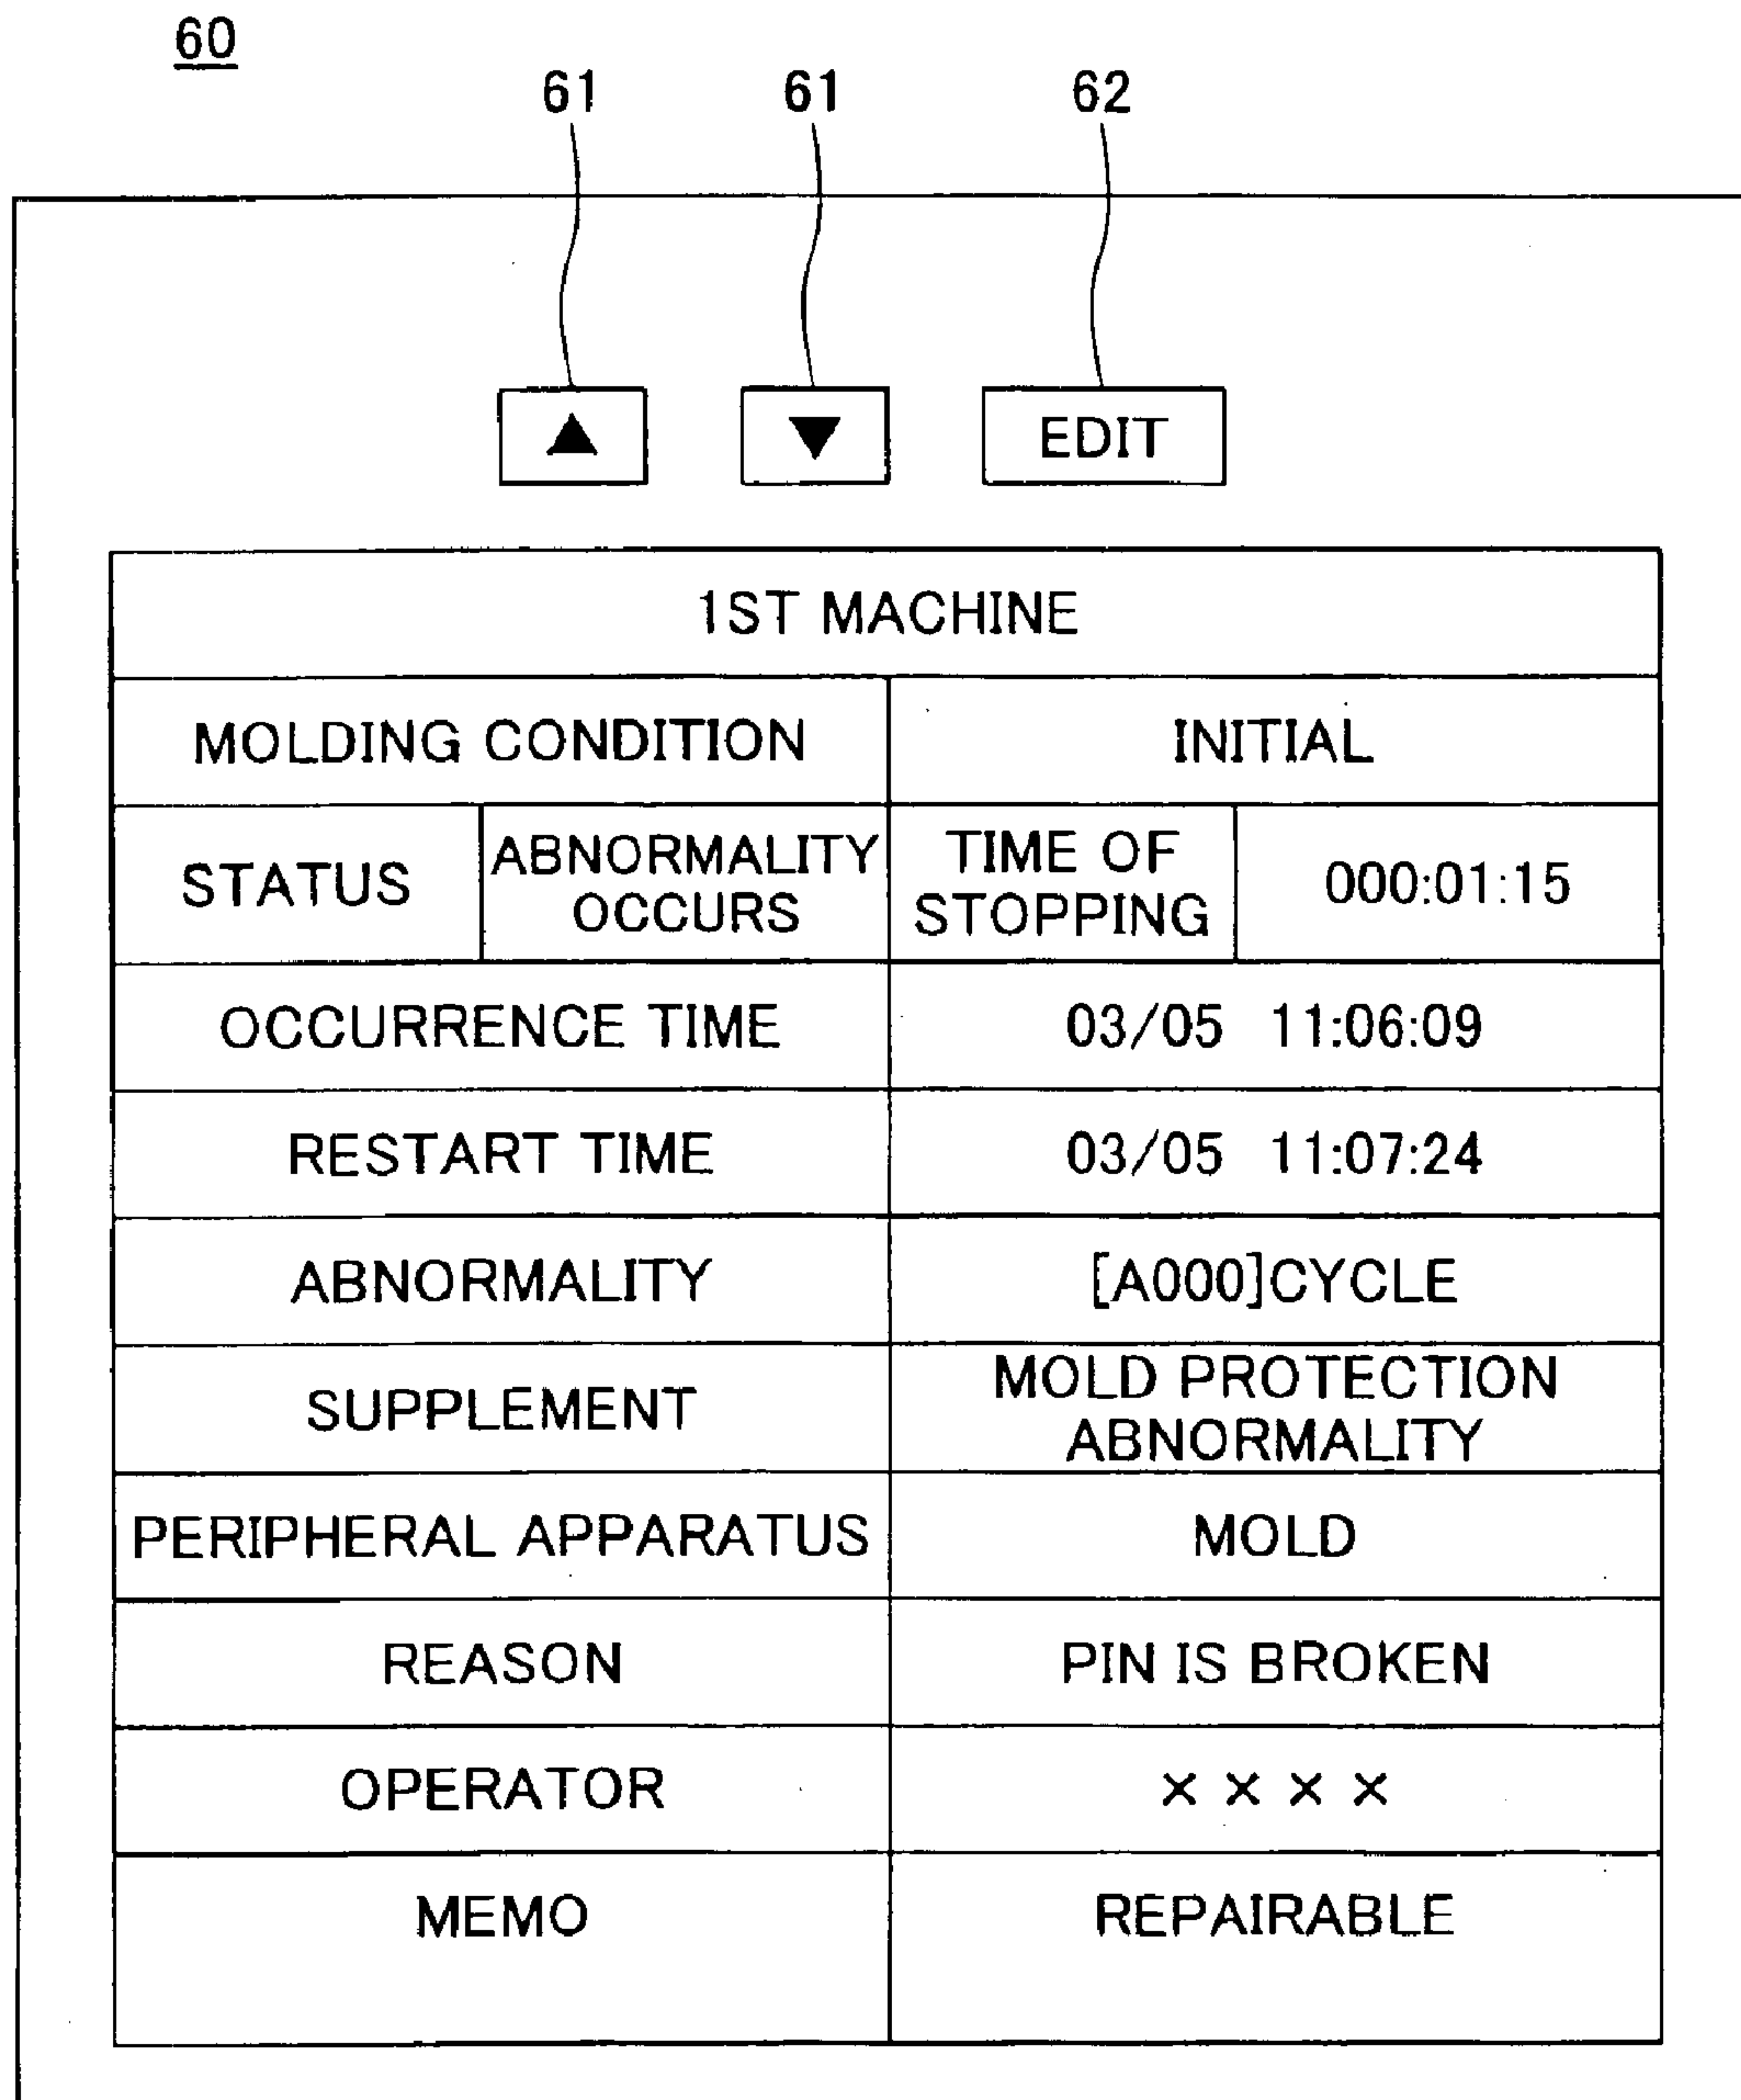 60
61 61 62
▲ ▼ EDIT
1ST MACHINE
MOLDING CONDITION INITIAL
STATUS ABNORMALITY OCCURS TIME OF STOPPING 000:01:15
OCCURRENCE TIME 03/05 11:06:09
RESTART TIME 03/05 11:07:24
ABNORMALITY [A000]CYCLE
SUPPLEMENT MOLD PROTECTION ABNORMALITY
PERIPHERAL APPARATUS MOLD
REASON PIN IS BROKEN
OPERATOR × × × ×
MEMO REPAIRABLE